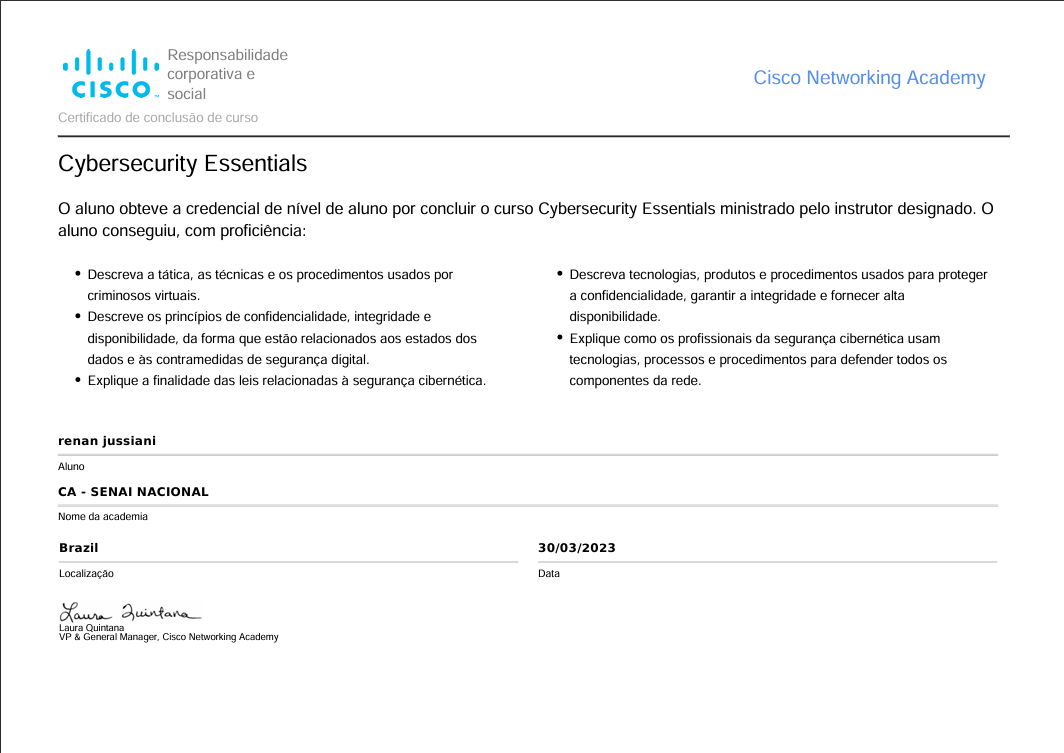 Responsabilidade
corporativa e
social
CISCO
Cisco Networking Academy
Certificado de conclusão de curso
Cybersecurity Essentials
O aluno obteve a credencial de nível de aluno por concluir o curso Cybersecurity Essentials ministrado pelo instrutor designado. O
aluno conseguiu, com proficiência:
• Descreva a tática, as técnicas e os procedimentos usados por
criminosos virtuais.
• Descreve os princípios de confidencialidade, integridade e
disponibilidade, da forma que estão relacionados aos estados dos
dados e às contramedidas de segurança digital.
• Explique a finalidade das leis relacionadas à segurança cibernética.
• Descreva tecnologias, produtos e procedimentos usados para proteger
a confidencialidade, garantir a integridade e fornecer alta
disponibilidade.
• Explique como os profissionais da segurança cibernética usam
tecnologias, processos e procedimentos para defender todos os
componentes da rede.
renan jussiani
Aluno
CA - SENAI NACIONAL
Nome da academia
Brazil
Localização
30/03/2023
Data
Laura Quintana
Laura Quintana
VP & General Manager, Cisco Networking Academy